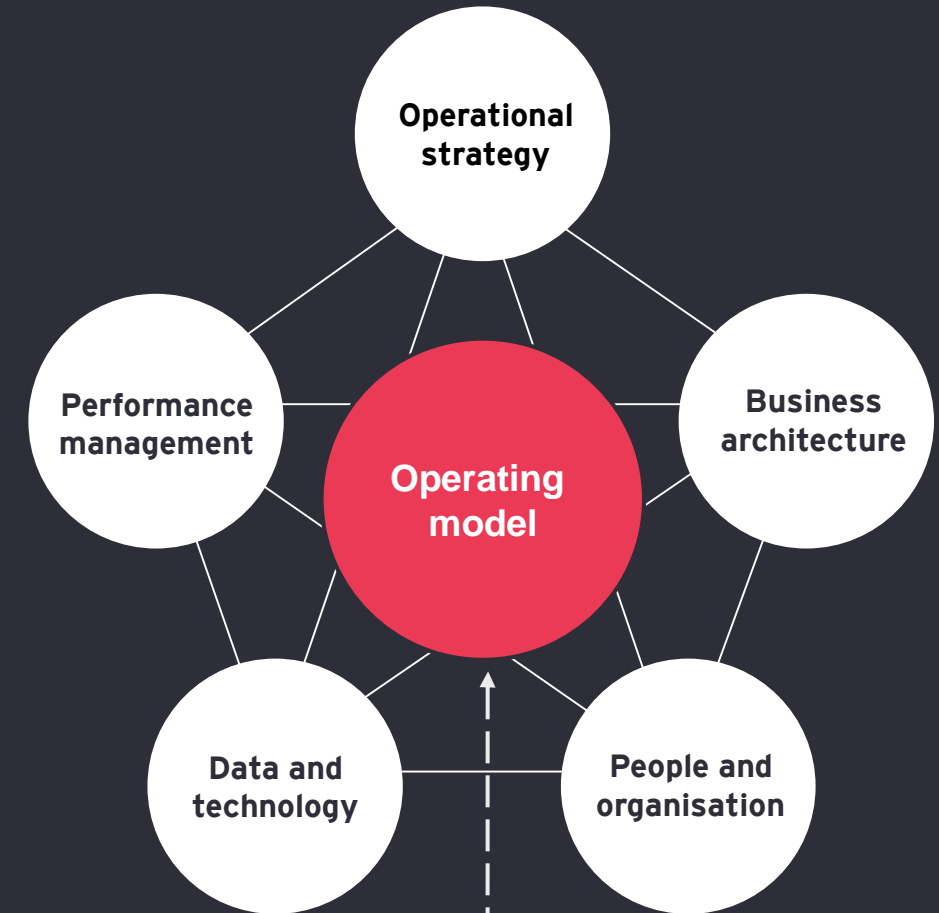 Operational
strategy
Performance
management
Business
architecture
Operating
model
Data and
technology
People and
organisation